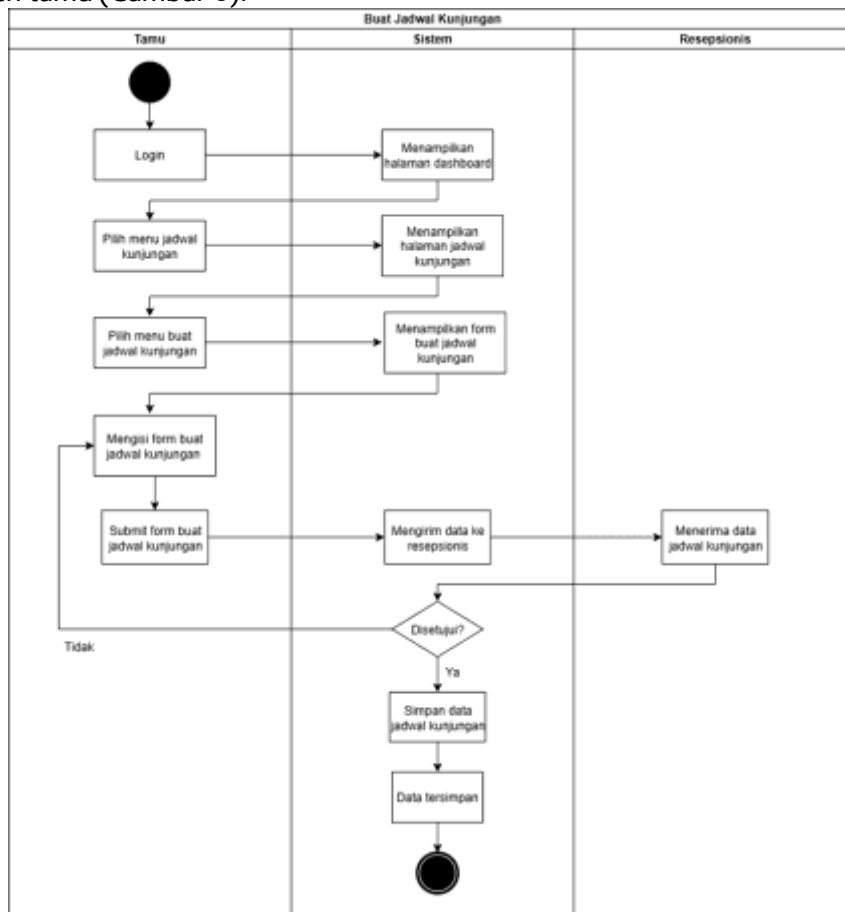 tamu (Gambar
Buat Jadwal Kunjungan
Tamu
Sistem
Resepsionis
Login
Menampilkan
halaman dashboard
Pilih menu jadwal
kunjungan
Menampilkan
halaman jadwal
kunjungan
Pilih menu buat
jadwal kunjungan
Menampilkan form
buat jadwal
kunjungan
Mengisi form buat
jadwal kunjungan
Submit form buat
jadwal kunjungan
Mengirim data ke
resepsionis
Menerima data
jadwal kunjungan
Disetujui?
Tidak
Ya
Simpan data
jadwal kunjungan
Data tersimpan